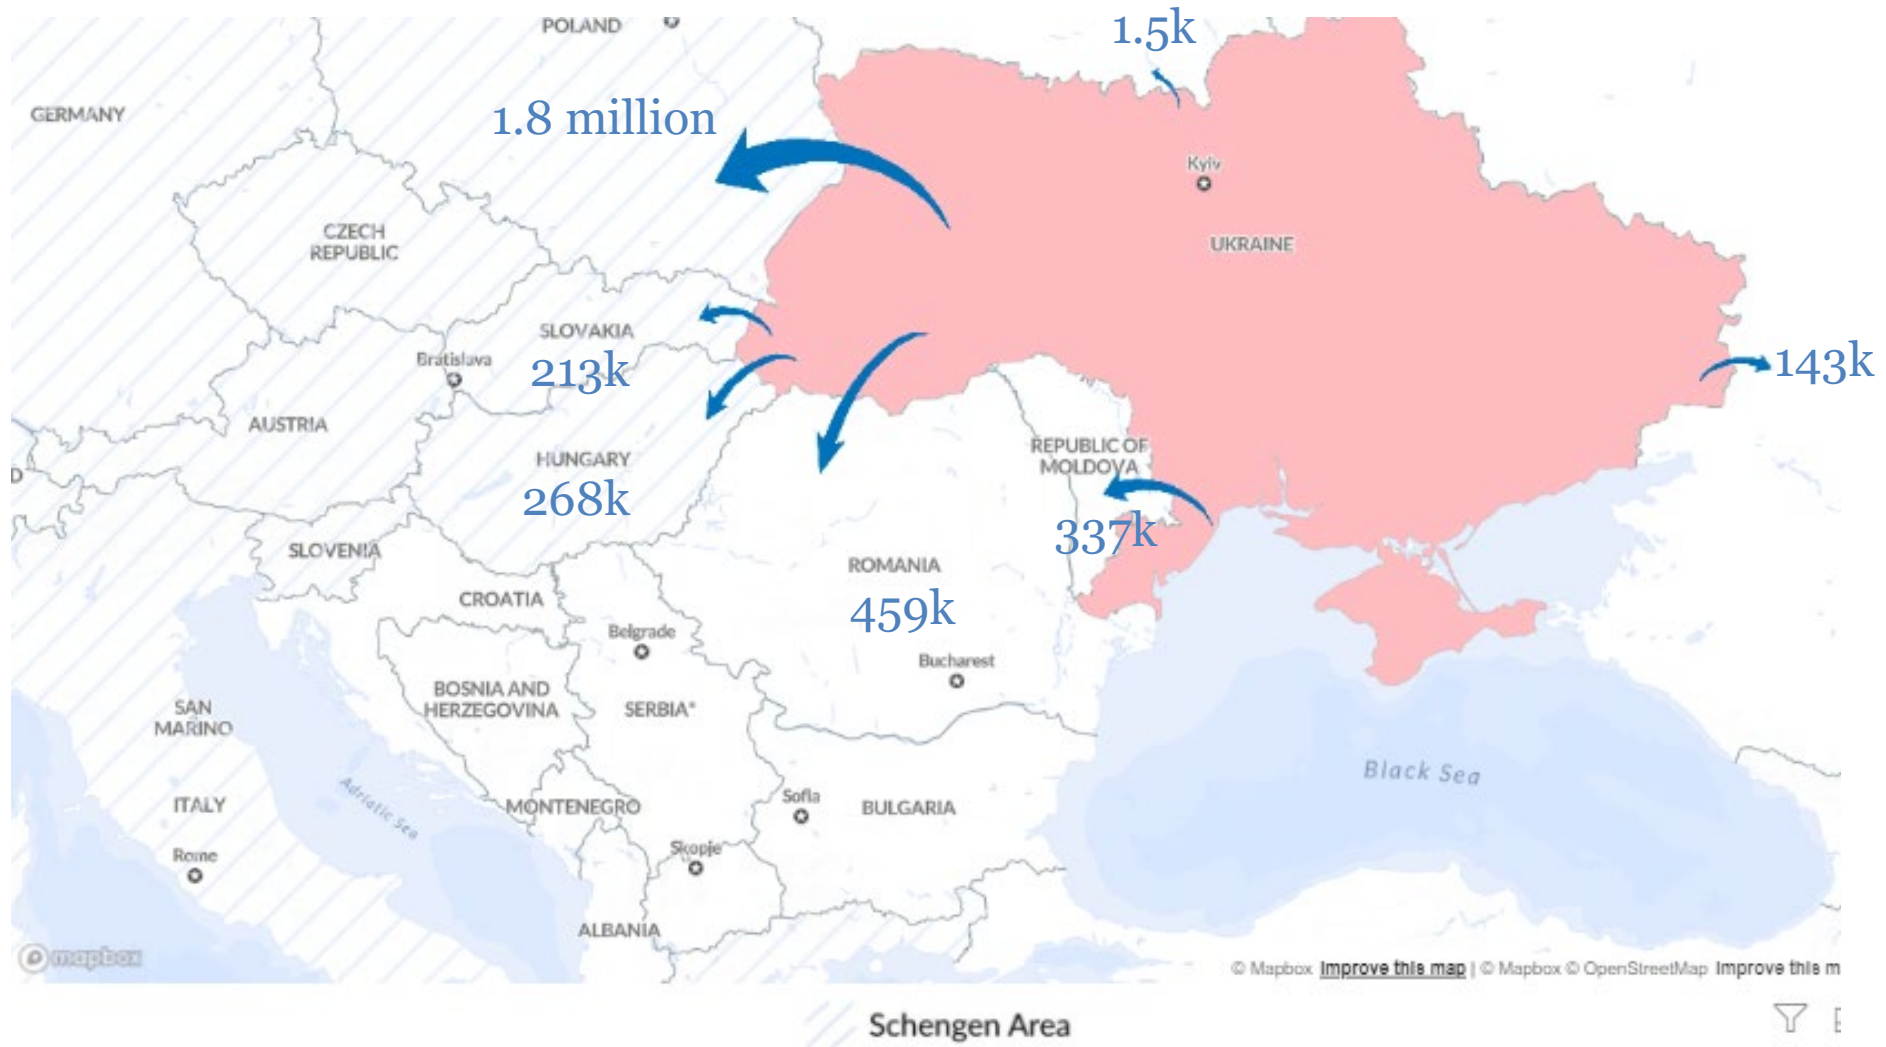 POLAND
1.5k
GERMANY
1.8 million
Kyiv
CZECH
REPUBLIC
UKRAINE
SLOVAKIA
Bratislava
213k
143k
AUSTRIA
REPUBLIC OF
MOLDOVA
HUNGARY
D
268k
337k
SLOVENIA
ROMANIA
CROATIA
459k
Belgrade
Bucharest
BOSNIA AND
HERZEGOVINA
SERBIA*
SAN
MARINO
Black Sea
Adriatic Sea
ITALY
MONTENEGRO
Sofia
BULGARIA
Rome
Skopje
ALBANIA
mapbox
© Mapbox Improve this map | © Mapbox © OpenStreetMap Improve this m
Schengen Area